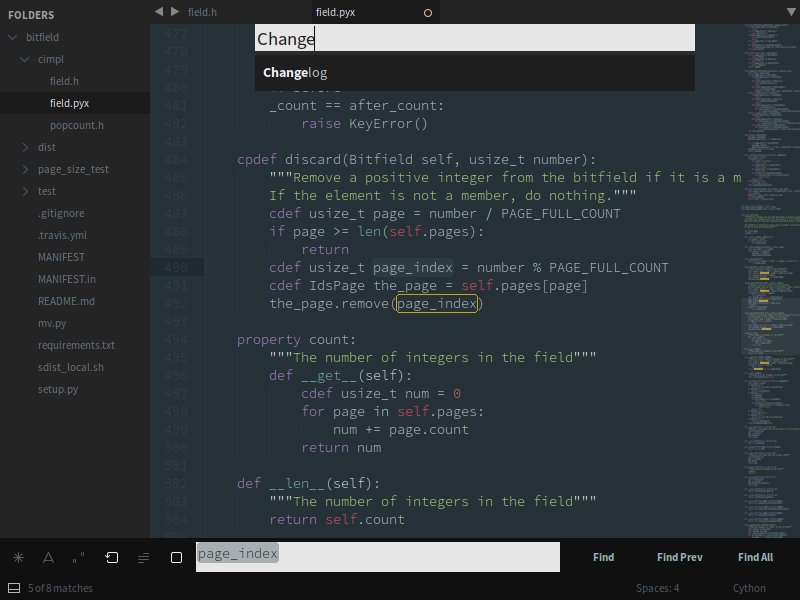 FOLDERS
bitfield
cimpl
field.h
field.pyx
popcount.h
dist
page_size_test
test
.gitignore
.travis.yml
MANIFEST
MANIFEST.in
README.md
mv.py
requirements.txt
sdist_local.sh
setup.py
field.h
field.pyx
Change
Changelog
477
478
479
480
481 _count == after_count:
482 raise KeyError()
483
484 cpdef discard(Bitfield self, usize_t number):
485 """Remove a positive integer from the bitfield if it is a m
486 If the element is not a member, do nothing."""
487 cdef usize_t page = number / PAGE_FULL_COUNT
488 if page >= len(self.pages):
489 return
490 cdef usize_t page_index = number % PAGE_FULL_COUNT
491 cdef IdsPage the_page = self.pages[page]
492 the_page.remove(page_index)
493
494 property count:
495 """The number of integers in the field"""
496 def __get__(self):
497 cdef usize_t num = 0
498 for page in self.pages:
499 num += page.count
500 return num
501
502 def __len__(self):
503 """The number of integers in the field"""
504 return self.count
page_index
Find
Find Prev
Find All
5 of 8 matches
Spaces: 4
Cython